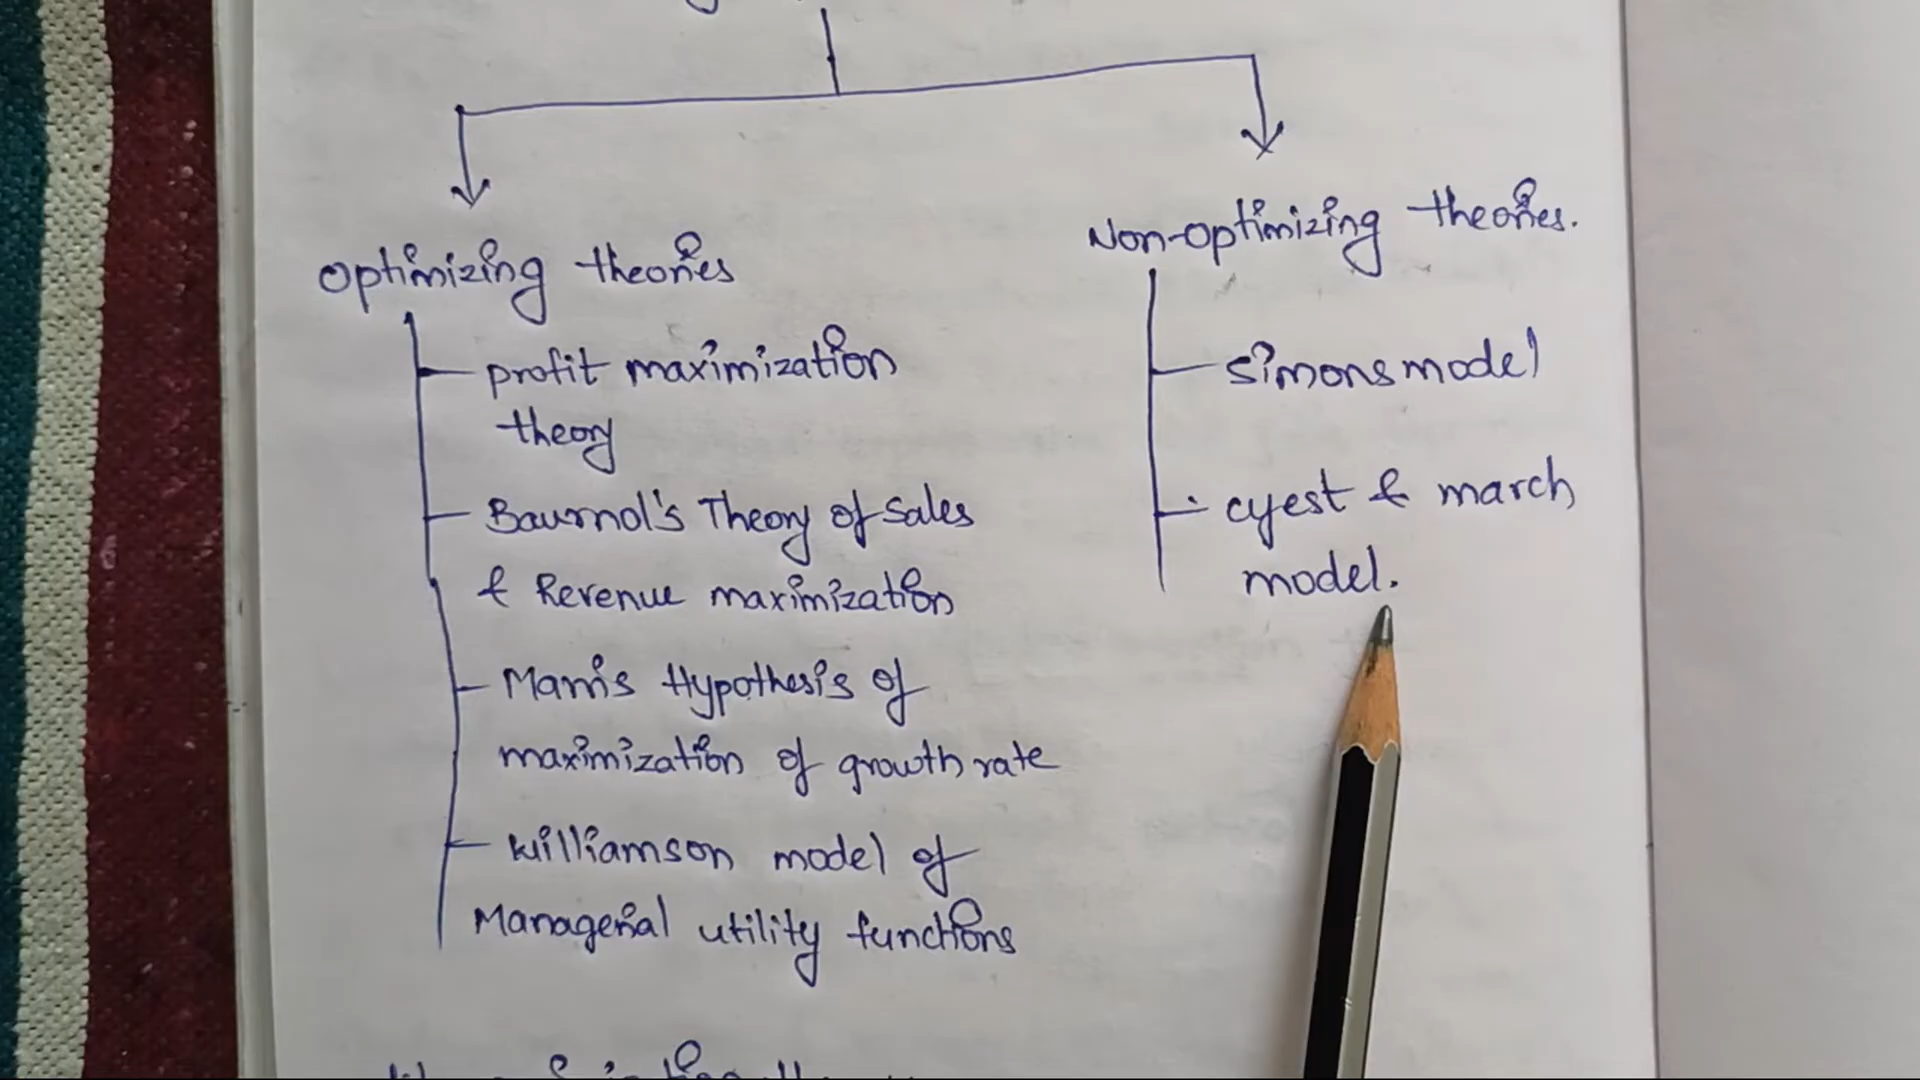 Optimizing theories
profit maximization
theory
Baumol's Theory of Sales
& Revenue maximization
Marris Hypothesis of
maximization of growth rate
Williamson model of
Managerial utility functions
Non-optimizing theories.
Simons model
cyest & march
model.